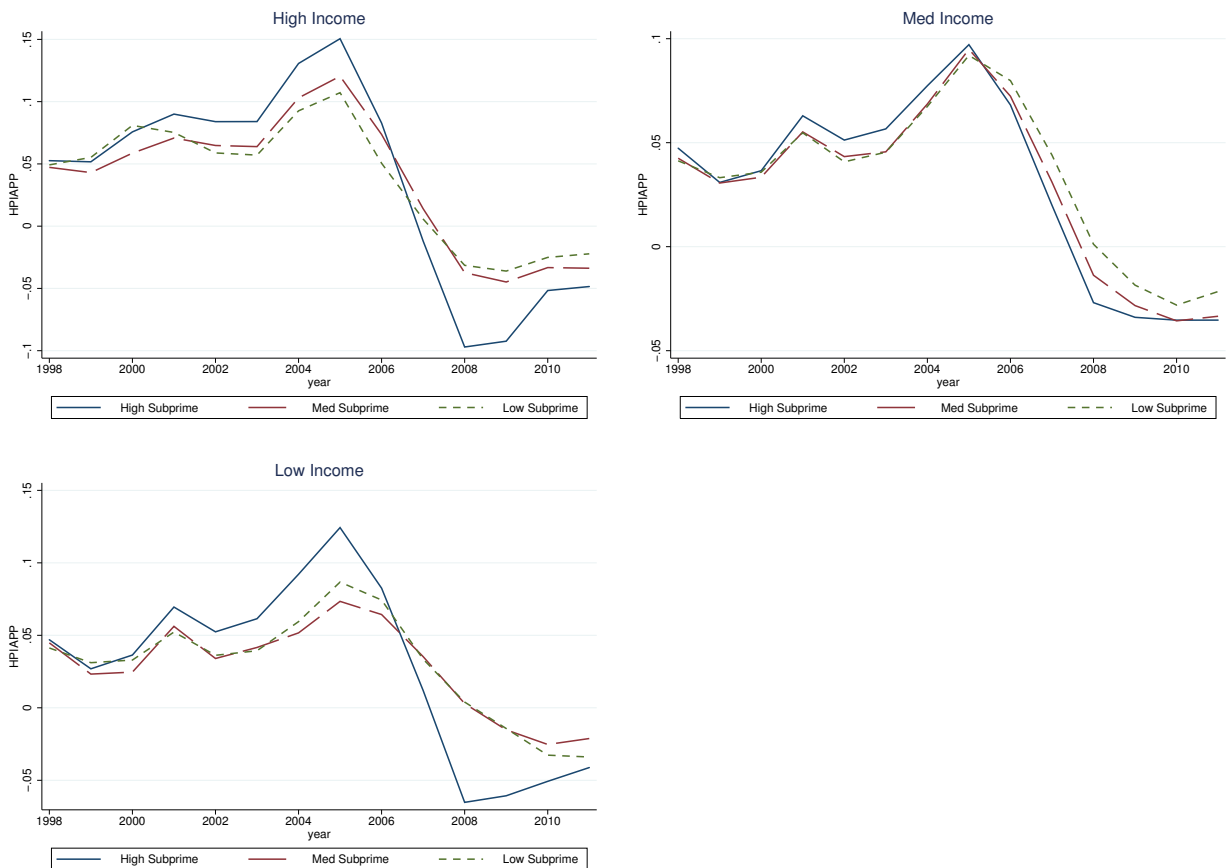 High Income
.15
.1
.05
0
-.05
-.1
HPIAPP
1998 2000 2002 2004 2006 2008 2010
year
High Subprime Med Subprime Low Subprime
Med Income
.1
.05
0
-.05
HPIAPP
1998 2000 2002 2004 2006 2008 2010
year
High Subprime Med Subprime Low Subprime
Low Income
.15
.1
.05
0
-.05
HPIAPP
1998 2000 2002 2004 2006 2008 2010
year
High Subprime Med Subprime Low Subprime